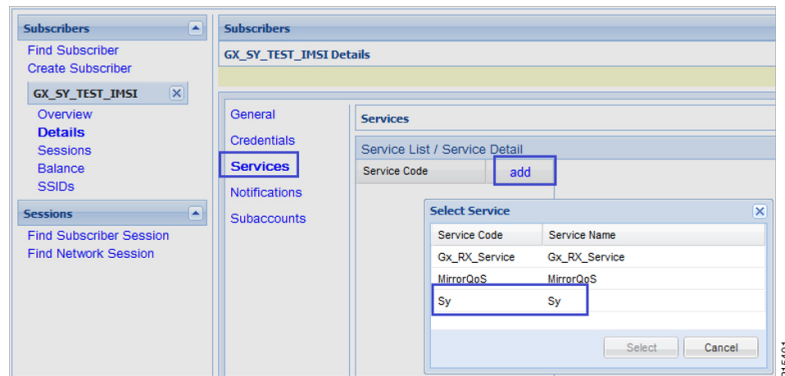 Subscribers
Find Subscriber
Create Subscriber
GX_SY_TEST_IMSI
Overview
Details
Sessions
Balance
SSIDs
Sessions
Find Subscriber Session
Find Network Session
Subscribers
GX_SY_TEST_IMSI Details
General
Credentials
Services
Notifications
Subaccounts
Services
Service List / Service Detail
Service Code add
Select Service
Service Code Service Name
Gx_RX_Service Gx_RX_Service
MirrorQoS MirrorQoS
Sy Sy
Select Cancel